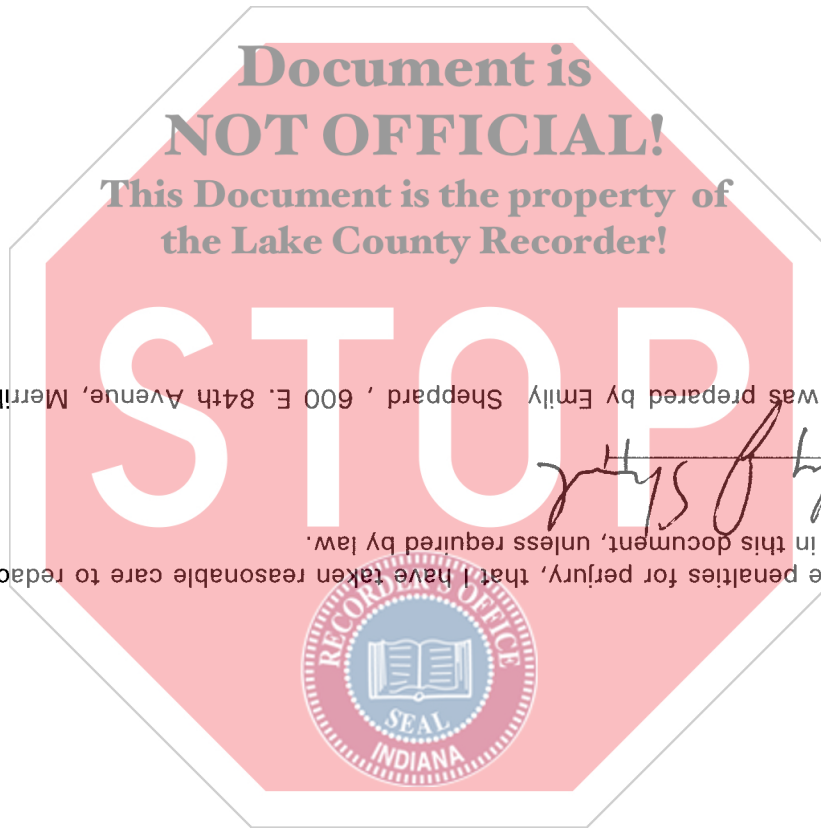 Document is
NOT OFFICIAL!
This Document is the property of
the Lake County Recorder!
STOP
e penalties for perjury, that I have taken reasonable care to redac
in this document, unless required by law.
was prepared by Emily Sheppard , 600 E. 84th Avenue, Merril
RECORDER'S OFFICE
SEAL
INDIANA